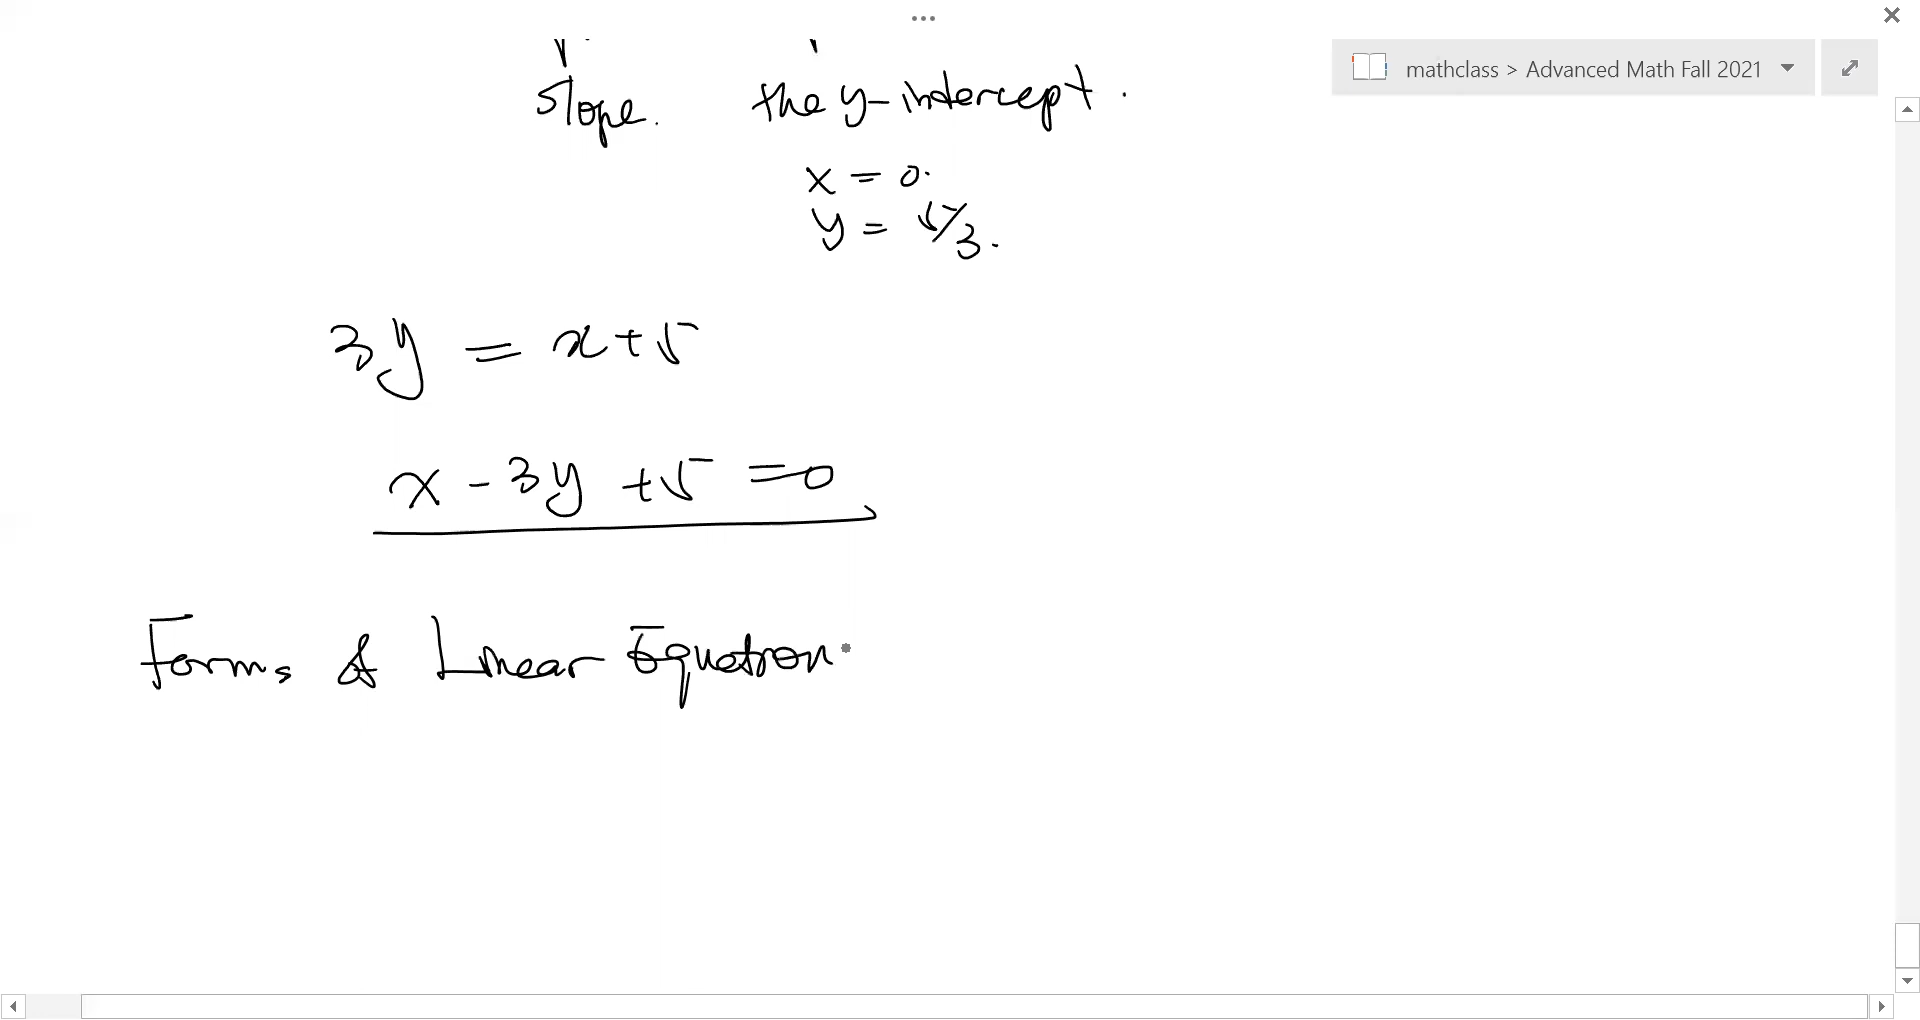 mathclass > Advanced Math Fall 2021
slope. the y-intercept.
x = 0.
y = 5/3.
3y = x+5
x - 3y +5 =0
Forms of Linear Equation